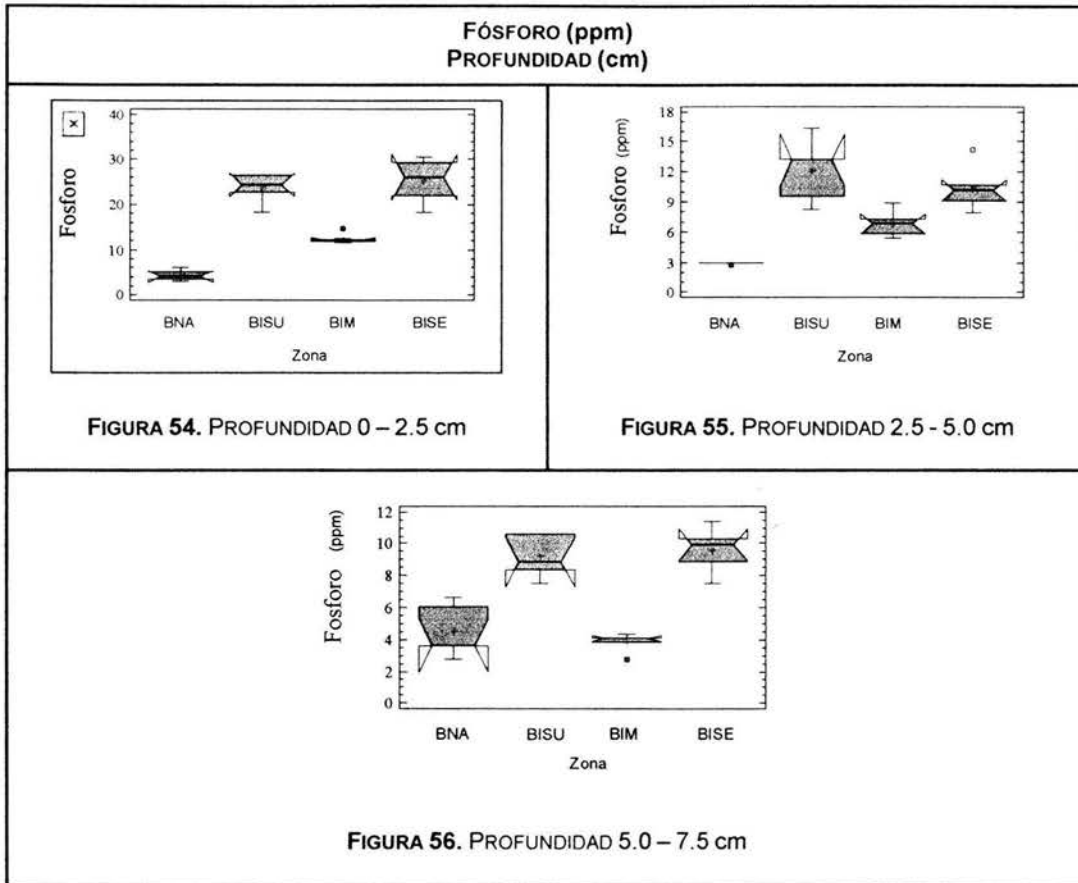 FÓSFORO (ppm)
PROFUNDIDAD (cm)
×
Fosforo
40
30
20
10
0
BNA BISU BIM BISE
Zona
FIGURA 54. PROFUNDIDAD 0 – 2.5 cm
Fosforo (ppm)
18
15
12
9
6
3
0
BNA BISU BIM BISE
Zona
FIGURA 55. PROFUNDIDAD 2.5 - 5.0 cm
Fosforo (ppm)
12
10
8
6
4
2
0
BNA BISU BIM BISE
Zona
FIGURA 56. PROFUNDIDAD 5.0 – 7.5 cm